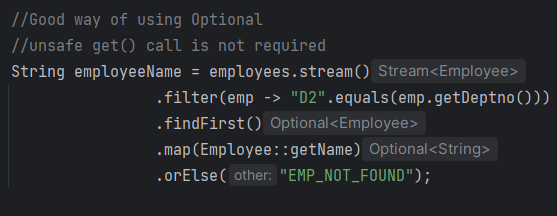 //Good way of using Optional
//unsafe get() call is not required
String employeeName = employees.stream() Stream<Employee>
.filter(emp -> "D2".equals(emp.getDeptno()))
.findFirst() Optional<Employee>
.map(Employee::getName) Optional<String>
.orElse( other: "EMP_NOT_FOUND");